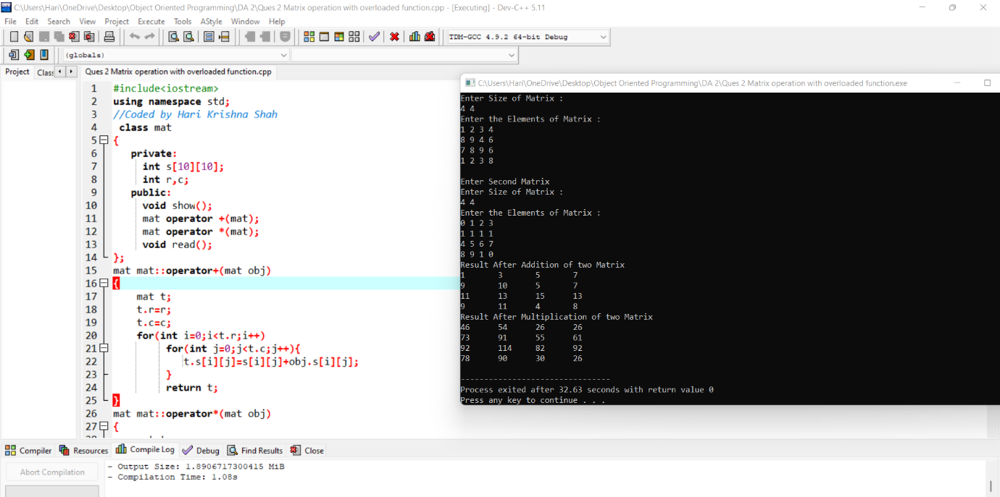 C:\Users\Hari\OneDrive\Desktop\Object Oriented Programming\DA 2\Ques 2 Matrix operation with overloaded function.cpp - [Executing] - Dev-C++ 5.11
File Edit Search View Project Execute Tools AStyle Window Help
TDM-GCC 4.9.2 64-bit Debug
(globals)
Project Clas: Ques 2 Matrix operation with overloaded function.cpp
1 #include<iostream>
2 using namespace std;
3 //Coded by Hari Krishna Shah
4 class mat
5 {
6 private:
7 int s[10][10];
8 int r,c;
9 public:
10 void show();
11 mat operator +(mat);
12 mat operator *(mat);
13 void read();
14 };
15 mat mat::operator+(mat obj)
16 {
17 mat t;
18 t.r=r;
19 t.c=c;
20 for(int i=0;i<t.r;i++)
21 for(int j=0;j<t.c;j++){
22 t.s[i][j]=s[i][j]+obj.s[i][j];
23 }
24 return t;
25 }
26 mat mat::operator*(mat obj)
27 {
C:\Users\Hari\OneDrive\Desktop\Object Oriented Programming\DA 2\Ques 2 Matrix operation with overloaded function.exe
Enter Size of Matrix :
4 4
Enter the Elements of Matrix :
1 2 3 4
8 9 4 6
7 8 9 6
1 2 3 8
Enter Second Matrix
Enter Size of Matrix :
4 4
Enter the Elements of Matrix :
0 1 2 3
1 1 1 1
4 5 6 7
8 9 1 0
Result After Addition of two Matrix
1 3 5 7
9 10 5 7
11 13 15 13
9 11 4 8
Result After Multiplication of two Matrix
46 54 26 26
73 91 55 61
92 114 82 92
78 90 30 26
--------------------------------
Process exited after 32.63 seconds with return value 0
Press any key to continue . . .
Compiler Resources Compile Log Debug Find Results Close
Abort Compilation
- Output Size: 1.8906717300415 MiB
- Compilation Time: 1.08s